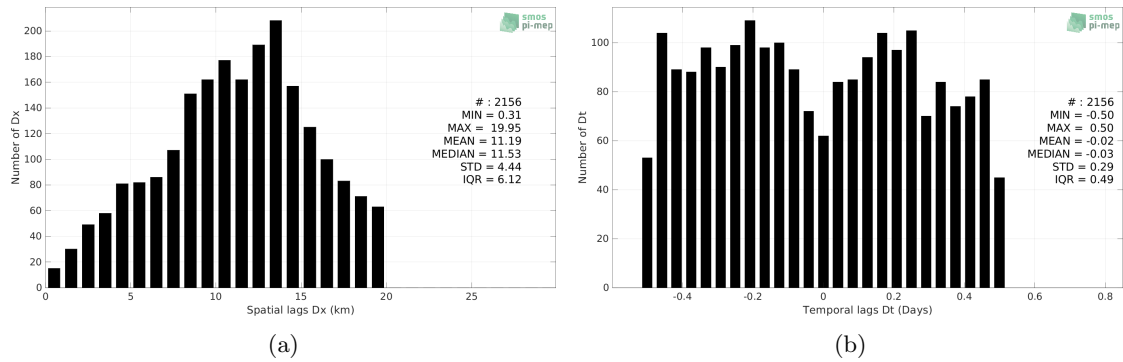 smos
pi-mep
200
180
160
140
120
100
80
60
40
20
0
Number of Dx
# : 2156
MIN = 0.31
MAX = 19.95
MEAN = 11.19
MEDIAN = 11.53
STD = 4.44
IQR = 6.12
0 5 10 15 20 25
Spatial lags Dx (km)
(a)
smos
pi-mep
100
80
60
40
20
0
Number of Dt
# : 2156
MIN = -0.50
MAX = 0.50
MEAN = -0.02
MEDIAN = -0.03
STD = 0.29
IQR = 0.49
-0.4 -0.2 0 0.2 0.4 0.6 0.8
Temporal lags Dt (Days)
(b)